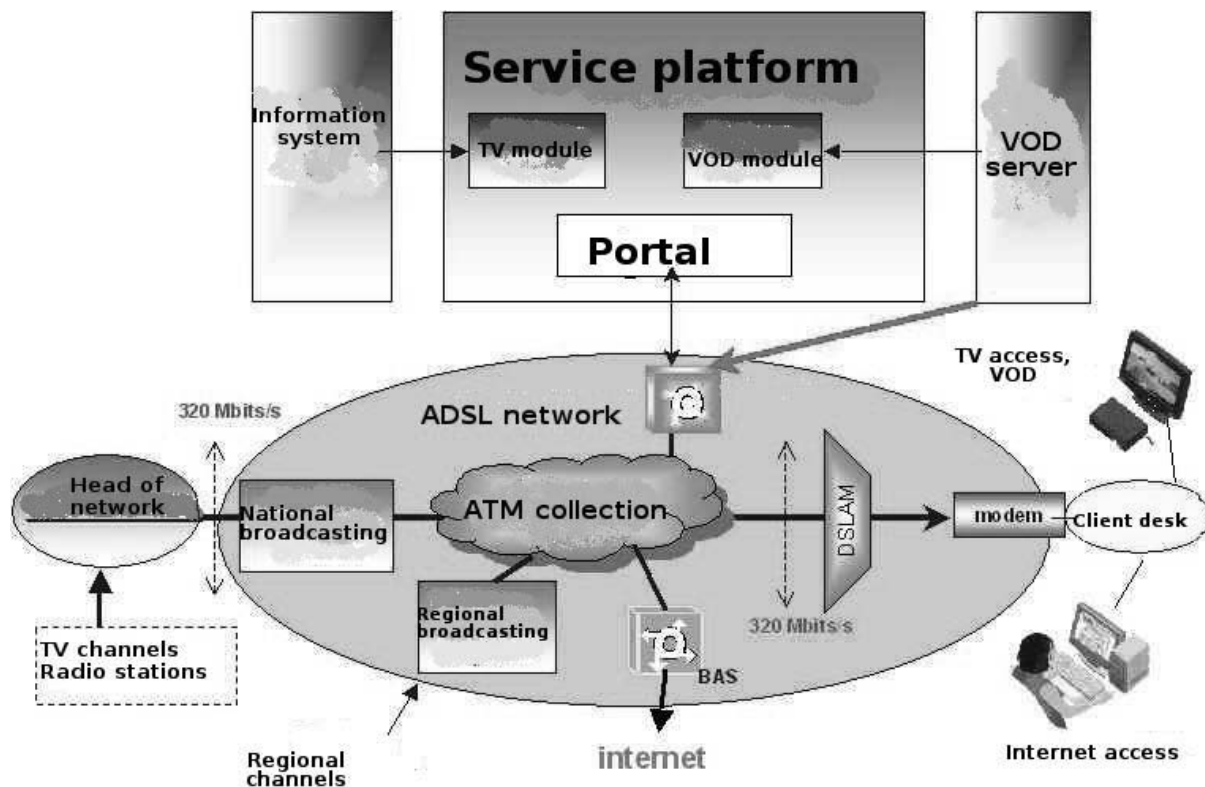 Service platform
Information
system
TV module
VOD module
VOD
server
Portal
TV access,
VOD
320 Mbits/s
ADSL network
Head of
network
National
broadcasting
ATM collection
DSLAM
modem
Client desk
Regional
broadcasting
320 Mbits/s
TV channels
Radio stations
BAS
internet
Regional
channels
Internet access